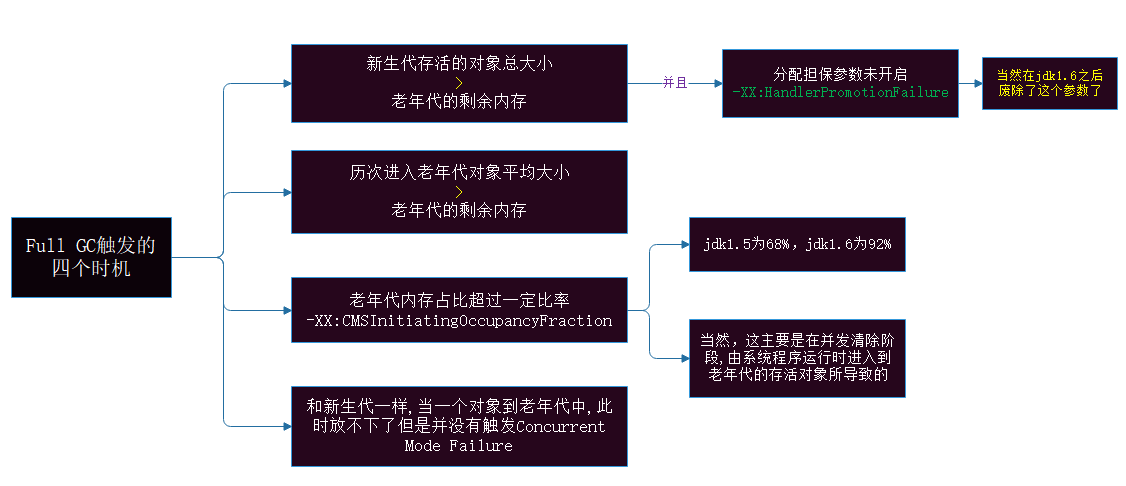 Full GC触发的
四个时机
新生代存活的对象总大小
>
老年代的剩余内存
并且
分配担保参数未开启
-XX:HandlerPromotionFailure
当然在jdk1.6之后
废除了这个参数了
历次进入老年代对象平均大小
>
老年代的剩余内存
老年代内存占比超过一定比率
-XX:CMSInitiatingOccupancyFraction
jdk1.5为68%，jdk1.6为92%
当然，这主要是在并发清除阶
段,由系统程序运行时进入到
老年代的存活对象所导致的
和新生代一样,当一个对象到老年代中,此
时放不下了但是并没有触发Concurrent
Mode Failure